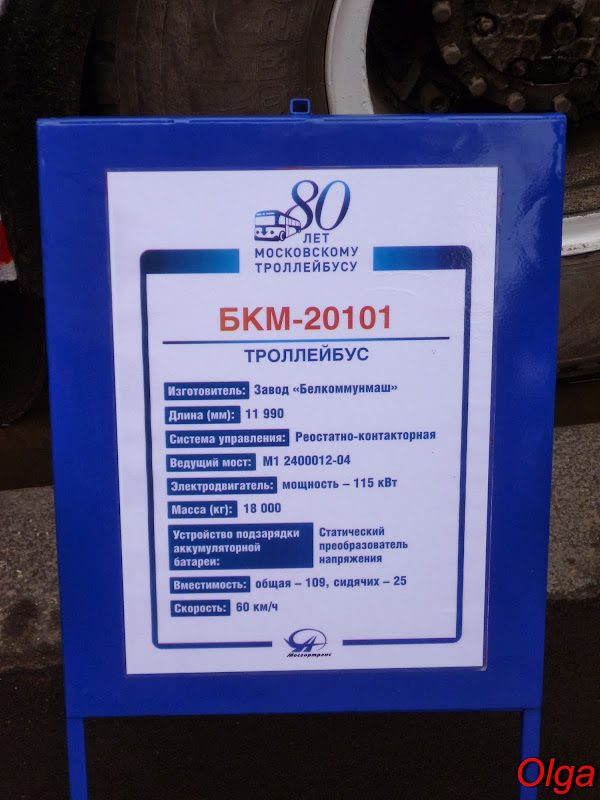 80
ЛЕТ
МОСКОВСКОМУ
ТРОЛЛЕЙБУСУ
БКМ-20101
ТРОЛЛЕЙБУС
Изготовитель: Завод «Белкоммунмаш»
Длина (мм): 11 990
Система управления: Реостатно-контакторная
Ведущий мост: М1 2400012-04
Электродвигатель: мощность – 115 кВт
Масса (кг): 18 000
Устройство подзарядки Статический
аккумуляторной преобразователь
батареи: напряжения
Вместимость: общая – 109, сидячих – 25
Скорость: 60 км/ч
Мосгортранс
Olga